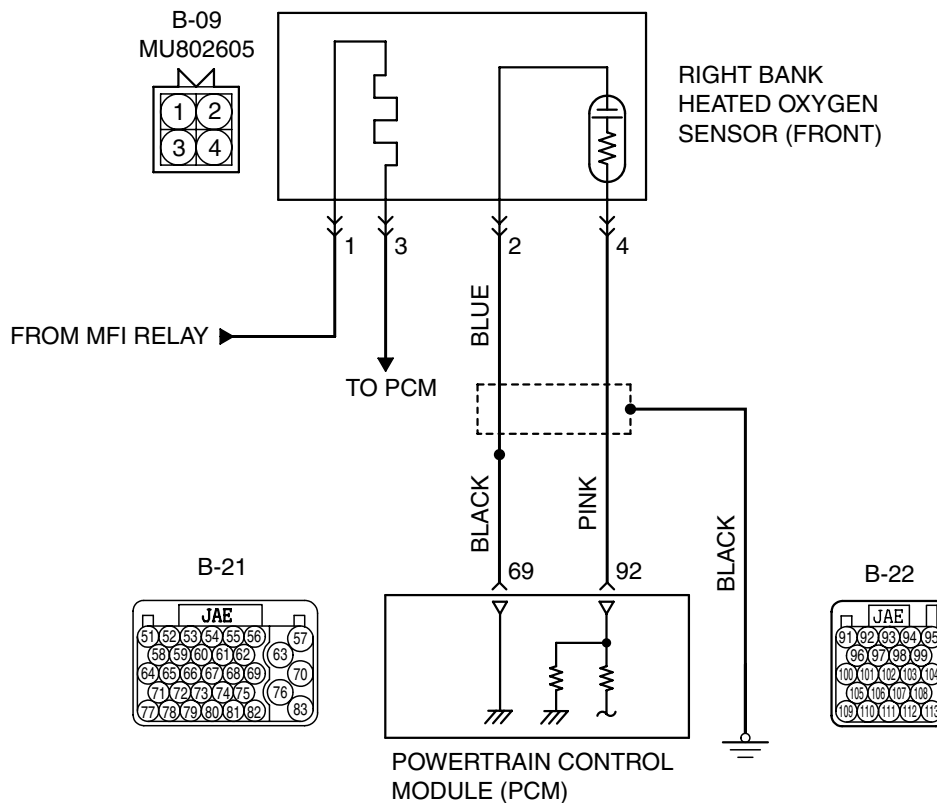 B-09
MU802605
1 2
3 4
RIGHT BANK
HEATED OXYGEN
SENSOR (FRONT)
1 3 2 4
FROM MFI RELAY
TO PCM
BLUE
BLACK
PINK
BLACK
69 92
B-21
JAE
51 52 53 54 55 56 57
58 59 60 61 62 63
64 65 66 67 68 69 70
71 72 73 74 75 76
77 78 79 80 81 82 83
B-22
JAE
91 92 93 94 95
96 97 98 99
100 101 102 103 104
105 106 107 108
109 110 111 112 113
POWERTRAIN CONTROL
MODULE (PCM)